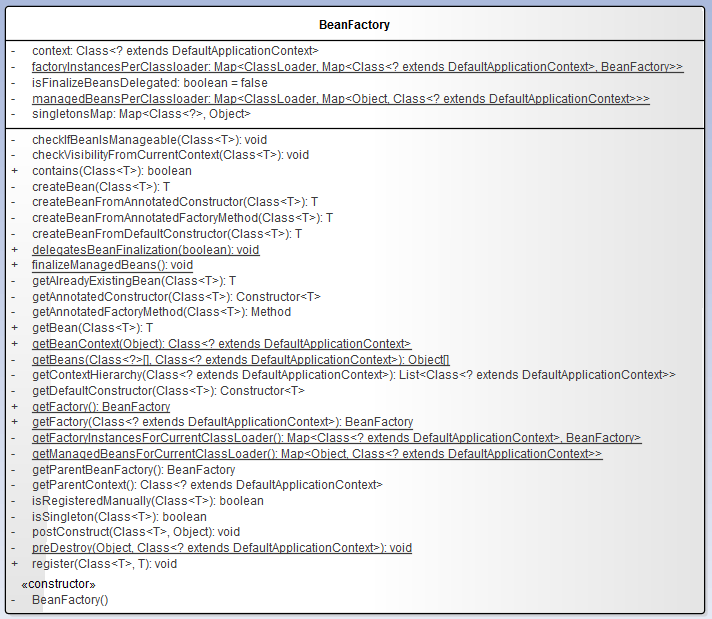 BeanFactory
- context: Class<? extends DefaultApplicationContext>
- factoryInstancesPerClassloader: Map<ClassLoader, Map<Class<? extends DefaultApplicationContext>, BeanFactory>>
- isFinalizeBeansDelegated: boolean = false
- managedBeansPerClassloader: Map<ClassLoader, Map<Object, Class<? extends DefaultApplicationContext>>>
- singletonsMap: Map<Class<?>, Object>
- checkIfBeanIsManageable(Class<T>): void
- checkVisibilityFromCurrentContext(Class<T>): void
+ contains(Class<T>): boolean
- createBean(Class<T>): T
- createBeanFromAnnotatedConstructor(Class<T>): T
- createBeanFromAnnotatedFactoryMethod(Class<T>): T
- createBeanFromDefaultConstructor(Class<T>): T
+ delegatesBeanFinalization(boolean): void
+ finalizeManagedBeans(): void
- getAlreadyExistingBean(Class<T>): T
- getAnnotatedConstructor(Class<T>): Constructor<T>
- getAnnotatedFactoryMethod(Class<T>): Method
+ getBean(Class<T>): T
+ getBeanContext(Object): Class<? extends DefaultApplicationContext>
- getBeans(Class<?>[], Class<? extends DefaultApplicationContext>): Object[]
- getContextHierarchy(Class<? extends DefaultApplicationContext>): List<Class<? extends DefaultApplicationContext>>
- getDefaultConstructor(Class<T>): Constructor<T>
+ getFactory(): BeanFactory
+ getFactory(Class<? extends DefaultApplicationContext>): BeanFactory
- getFactoryInstancesForCurrentClassLoader(): Map<Class<? extends DefaultApplicationContext>, BeanFactory>
- getManagedBeansForCurrentClassLoader(): Map<Object, Class<? extends DefaultApplicationContext>>
- getParentBeanFactory(): BeanFactory
- getParentContext(): Class<? extends DefaultApplicationContext>
- isRegisteredManually(Class<T>): boolean
- isSingleton(Class<T>): boolean
- postConstruct(Class<T>, Object): void
- preDestroy(Object, Class<? extends DefaultApplicationContext>): void
+ register(Class<T>, T): void
«constructor»
- BeanFactory()